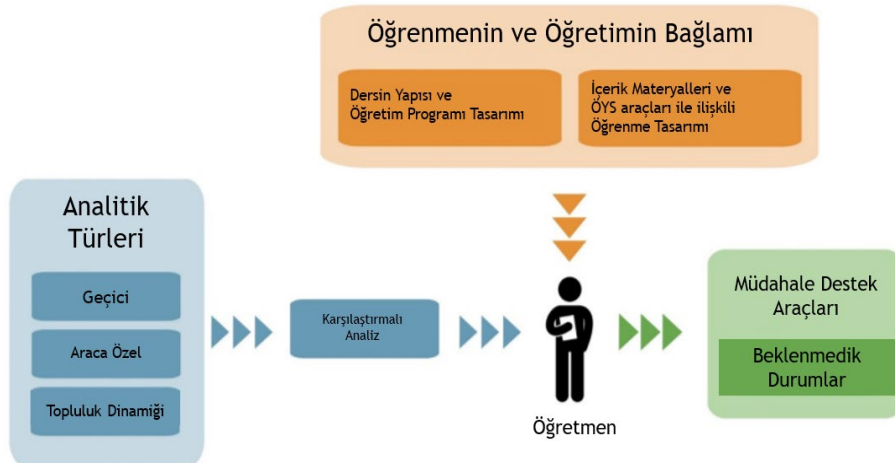 Öğrenmenin ve Öğretimin Bağlamı
Dersin Yapısı ve
Öğretim Programı Tasarımı
İçerik Materyalleri ve
ÖYS araçları ile ilişkili
Öğrenme Tasarımı
Analitik
Türleri
Geçici
Araca Özel
Topluluk Dinamiği
Karşılaştırmalı
Analiz
Öğretmen
Müdahale Destek
Araçları
Beklenmedik
Durumlar